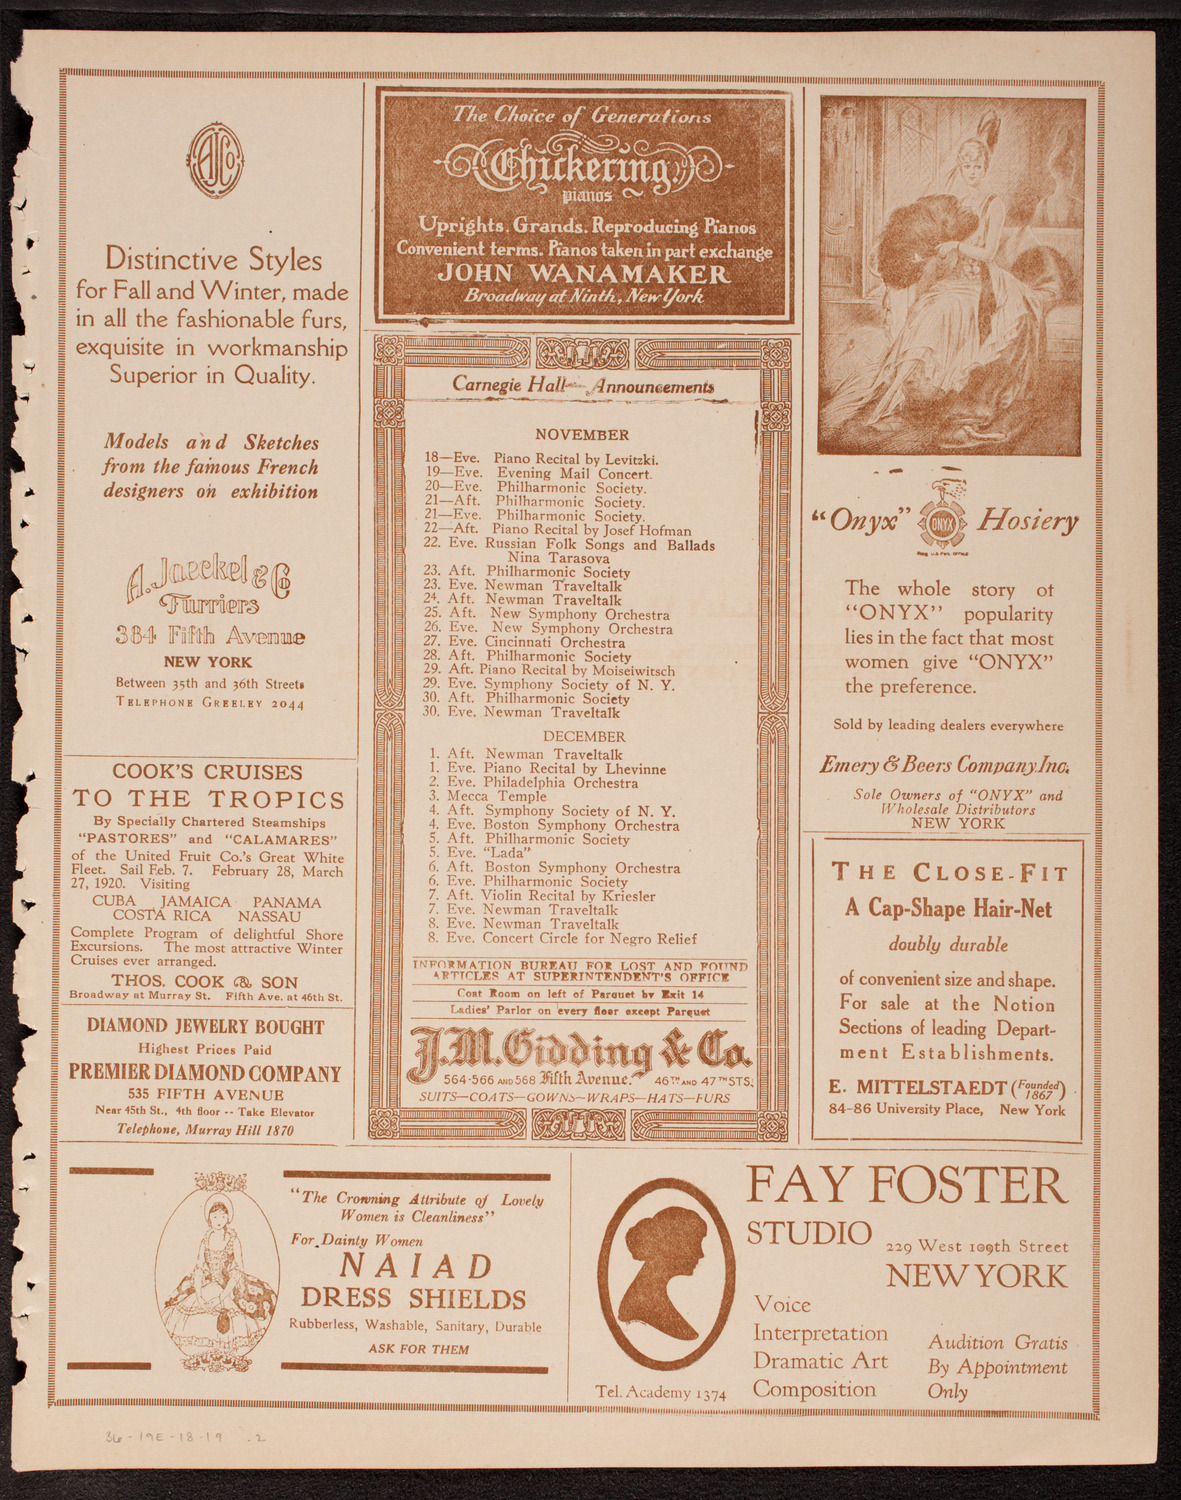 AJCo
Distinctive Styles
for Fall and Winter, made
in all the fashionable furs,
exquisite in workmanship
Superior in Quality.
Models and Sketches
from the famous French
designers on exhibition
A. Jaeckel & Co
Furriers
384 Fifth Avenue
NEW YORK
Between 35th and 36th Streets
TELEPHONE GREELEY 2044
COOK'S CRUISES
TO THE TROPICS
By Specially Chartered Steamships
"PASTORES" and "CALAMARES"
of the United Fruit Co.'s Great White
Fleet. Sail Feb. 7. February 28, March
27, 1920. Visiting
CUBA JAMAICA PANAMA
COSTA RICA NASSAU
Complete Program of delightful Shore
Excursions. The most attractive Winter
Cruises ever arranged.
THOS. COOK & SON
Broadway at Murray St. Fifth Ave. at 46th St.
DIAMOND JEWELRY BOUGHT
Highest Prices Paid
PREMIER DIAMOND COMPANY
535 FIFTH AVENUE
Near 45th St., 4th floor -- Take Elevator
Telephone, Murray Hill 1870
The Choice of Generations
Chickering
pianos
Uprights. Grands. Reproducing Pianos
Convenient terms. Pianos taken in part exchange
JOHN WANAMAKER
Broadway at Ninth, New York
Carnegie Hall Announcements
NOVEMBER
18—Eve. Piano Recital by Levitzki.
19—Eve. Evening Mail Concert.
20—Eve. Philharmonic Society.
21—Aft. Philharmonic Society.
21—Eve. Philharmonic Society.
22—Aft. Piano Recital by Josef Hofman
22. Eve. Russian Folk Songs and Ballads
Nina Tarasova
23. Aft. Philharmonic Society
23. Eve. Newman Traveltalk
24. Aft. Newman Traveltalk
25. Aft. New Symphony Orchestra
26. Eve. New Symphony Orchestra
27. Eve. Cincinnati Orchestra
28. Aft. Philharmonic Society
29. Aft. Piano Recital by Moiseiwitsch
29. Eve. Symphony Society of N. Y.
30. Aft. Philharmonic Society
30. Eve. Newman Traveltalk
DECEMBER
1. Aft. Newman Traveltalk
1. Eve. Piano Recital by Lhevinne
2. Eve. Philadelphia Orchestra
3. Mecca Temple
4. Aft. Symphony Society of N. Y.
4. Eve. Boston Symphony Orchestra
5. Aft. Philharmonic Society
5. Eve. "Lada"
6. Aft. Boston Symphony Orchestra
6. Eve. Philharmonic Society
7. Aft. Violin Recital by Kriesler
7. Eve. Newman Traveltalk
8. Eve. Newman Traveltalk
8. Eve. Concert Circle for Negro Relief
INFORMATION BUREAU FOR LOST AND FOUND
ARTICLES AT SUPERINTENDENT'S OFFICE
Coat Room on left of Parquet by Exit 14
Ladies' Parlor on every floor except Parquet
J.M. Gidding & Co.
564-566 AND 568 Fifth Avenue. 46TH AND 47TH STS.
SUITS—COATS—GOWNS—WRAPS—HATS—FURS
"Onyx" ONYX Hosiery
REG. U.S. PAT. OFFICE
The whole story of
"ONYX" popularity
lies in the fact that most
women give "ONYX"
the preference.
Sold by leading dealers everywhere
Emery & Beers Company, Inc.
Sole Owners of "ONYX" and
Wholesale Distributors
NEW YORK
THE CLOSE-FIT
A Cap-Shape Hair-Net
doubly durable
of convenient size and shape.
For sale at the Notion
Sections of leading Depart-
ment Establishments.
E. MITTELSTAEDT (Founded 1867)
84-86 University Place, New York
"The Crowning Attribute of Lovely
Women is Cleanliness"
For Dainty Women
NAIAD
DRESS SHIELDS
Rubberless, Washable, Sanitary, Durable
ASK FOR THEM
FAY FOSTER
STUDIO
229 West 109th Street
NEW YORK
Voice
Interpretation
Dramatic Art
Composition
Audition Gratis
By Appointment
Only
Tel. Academy 1374
36-19E-18-19 .2